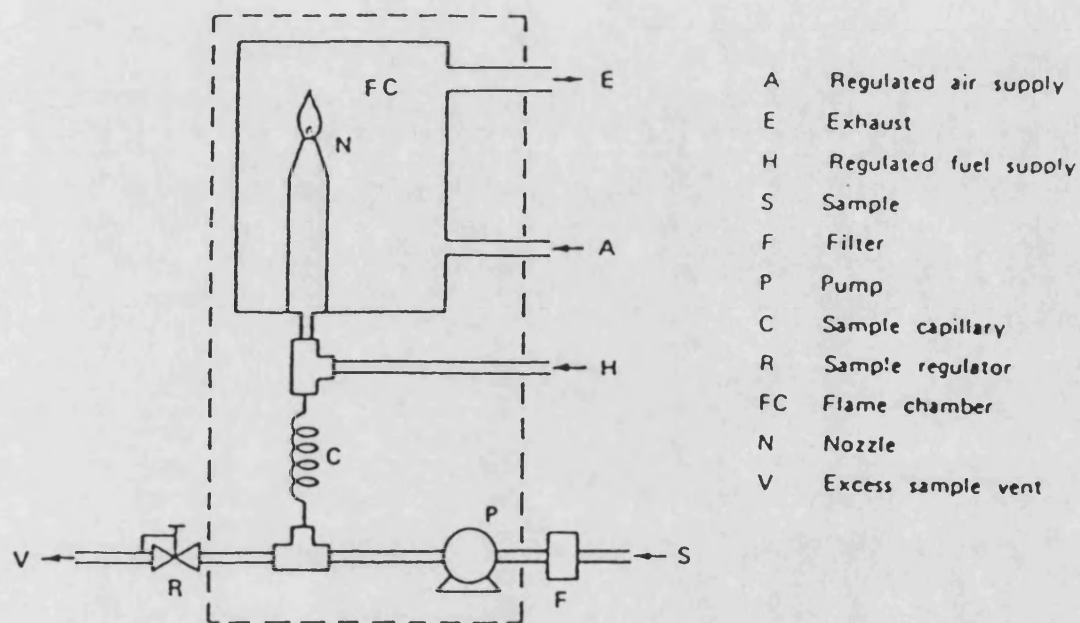 FC
E
N
A
H
C
P
V
R
F
S
A Regulated air supply
E Exhaust
H Regulated fuel supply
S Sample
F Filter
P Pump
C Sample capillary
R Sample regulator
FC Flame chamber
N Nozzle
V Excess sample vent